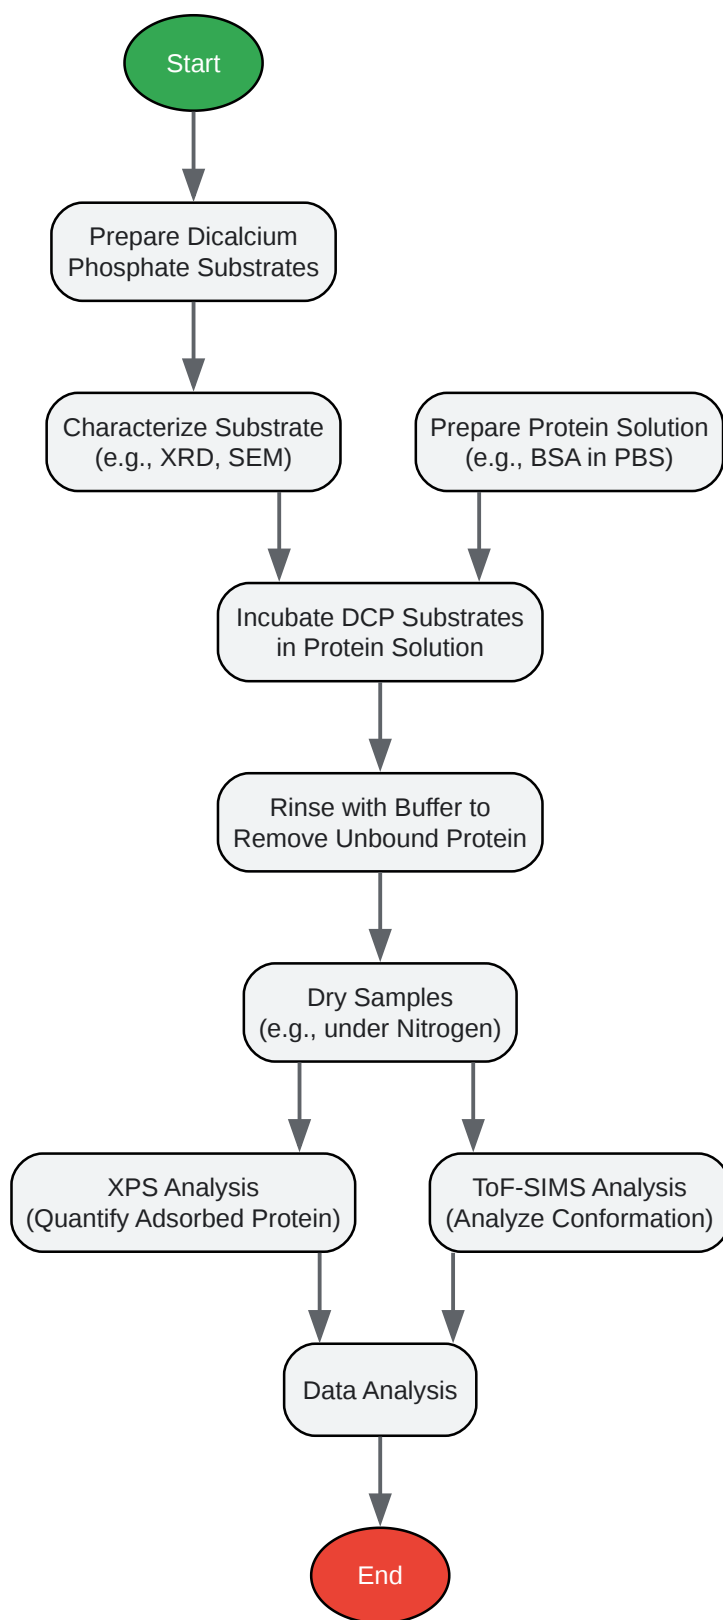 Start
Prepare Dicalcium
Phosphate Substrates
Characterize Substrate
(e.g., XRD, SEM)
Prepare Protein Solution
(e.g., BSA in PBS)
Incubate DCP Substrates
in Protein Solution
Rinse with Buffer to
Remove Unbound Protein
Dry Samples
(e.g., under Nitrogen)
XPS Analysis
(Quantify Adsorbed Protein)
ToF-SIMS Analysis
(Analyze Conformation)
Data Analysis
End